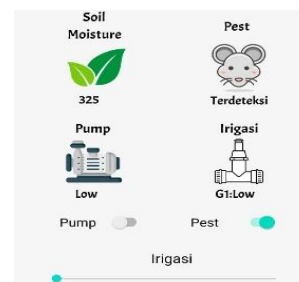 Soil
Moisture
Pest
325
Terdeteksi
Pump
Irigasi
Low
G1:Low
Pump
Pest
Irigasi